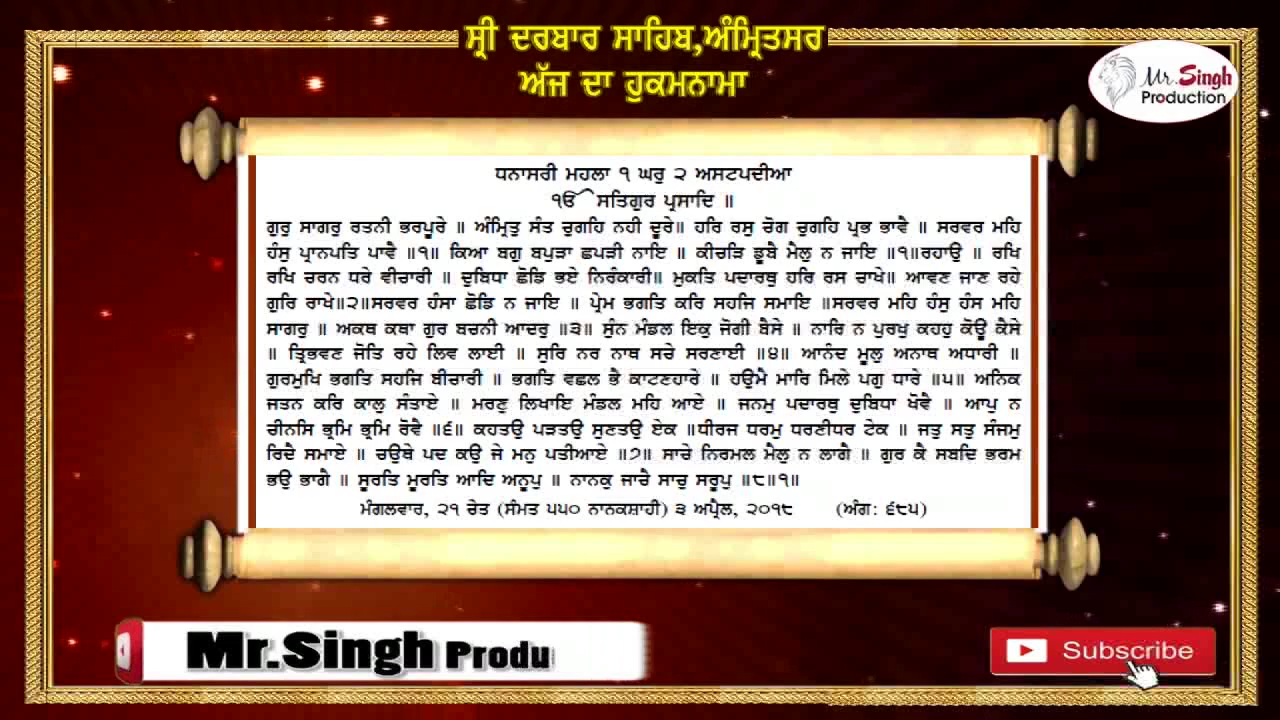 ਸ੍ਰੀ ਦਰਬਾਰ ਸਾਹਿਬ,ਅੰਮ੍ਰਿਤਸਰ
ਅੱਜ ਦਾ ਹੁਕਮਨਾਮਾ
Mr.Singh
Production
ਧਨਾਸਰੀ ਮਹਲਾ ੧ ਘਰੁ ੨ ਅਸਟਪਦੀਆ
ੴ ਸਤਿਗੁਰ ਪ੍ਰਸਾਦਿ ॥
ਗੁਰੁ ਸਾਗਰੁ ਰਤਨੀ ਭਰਪੂਰੇ ॥ ਅੰਮ੍ਰਿਤੁ ਸੰਤ ਚੁਗਹਿ ਨਹੀ ਦੂਰੇ॥ ਹਰਿ ਰਸੁ ਚੋਗ ਚੁਗਹਿ ਪ੍ਰਭ ਭਾਵੈ ॥ ਸਰਵਰ ਮਹਿ
ਹੰਸੁ ਪ੍ਰਾਨਪਤਿ ਪਾਵੈ ॥੧॥ ਕਿਆ ਬਗੁ ਬਪੁੜਾ ਛਪੜੀ ਨਾਇ ॥ ਕੀਚੜਿ ਡੂਬੈ ਮੈਲੁ ਨ ਜਾਇ ॥੧॥ਰਹਾਉ ॥ ਰਖਿ
ਰਖਿ ਚਰਨ ਧਰੇ ਵੀਚਾਰੀ ॥ ਦੁਬਿਧਾ ਛੋਡਿ ਭਏ ਨਿਰੰਕਾਰੀ॥ ਮੁਕਤਿ ਪਦਾਰਥੁ ਹਰਿ ਰਸ ਚਾਖੇ॥ ਆਵਣ ਜਾਣ ਰਹੇ
ਗੁਰਿ ਰਾਖੇ॥੨॥ਸਰਵਰ ਹੰਸਾ ਛੋਡਿ ਨ ਜਾਇ ॥ ਪ੍ਰੇਮ ਭਗਤਿ ਕਰਿ ਸਹਜਿ ਸਮਾਇ ॥ਸਰਵਰ ਮਹਿ ਹੰਸੁ ਹੰਸ ਮਹਿ
ਸਾਗਰੁ ॥ ਅਕਥ ਕਥਾ ਗੁਰ ਬਚਨੀ ਆਦਰੁ ॥੩॥ ਸੁੰਨ ਮੰਡਲ ਇਕੁ ਜੋਗੀ ਬੈਸੇ ॥ ਨਾਰਿ ਨ ਪੁਰਖੁ ਕਹਹੁ ਕੋਊ ਕੈਸੇ
॥ ਤ੍ਰਿਭਵਣ ਜੋਤਿ ਰਹੇ ਲਿਵ ਲਾਈ ॥ ਸੁਰਿ ਨਰ ਨਾਥ ਸਚੇ ਸਰਣਾਈ ॥੪॥ ਆਨੰਦ ਮੂਲੁ ਅਨਾਥ ਅਧਾਰੀ ॥
ਗੁਰਮੁਖਿ ਭਗਤਿ ਸਹਜਿ ਬੀਚਾਰੀ ॥ ਭਗਤਿ ਵਛਲ ਭੈ ਕਾਟਣਹਾਰੇ ॥ ਹਉਮੈ ਮਾਰਿ ਮਿਲੇ ਪਗੁ ਧਾਰੇ ॥੫॥ ਅਨਿਕ
ਜਤਨ ਕਰਿ ਕਾਲੁ ਸੰਤਾਏ ॥ ਮਰਣੁ ਲਿਖਾਇ ਮੰਡਲ ਮਹਿ ਆਏ ॥ ਜਨਮੁ ਪਦਾਰਥੁ ਦੁਬਿਧਾ ਖੋਵੈ ॥ ਆਪੁ ਨ
ਚੀਨਸਿ ਭ੍ਰਮਿ ਭ੍ਰਮਿ ਰੋਵੈ ॥੬॥ ਕਹਤਉ ਪੜਤਉ ਸੁਣਤਉ ਏਕ ॥ਧੀਰਜ ਧਰਮੁ ਧਰਣੀਧਰ ਟੇਕ ॥ ਜਤੁ ਸਤੁ ਸੰਜਮੁ
ਰਿਦੈ ਸਮਾਏ ॥ ਚਉਥੇ ਪਦ ਕਉ ਜੇ ਮਨੁ ਪਤੀਆਏ ॥੭॥ ਸਾਚੇ ਨਿਰਮਲ ਮੈਲੁ ਨ ਲਾਗੈ ॥ ਗੁਰ ਕੈ ਸਬਦਿ ਭਰਮ
ਭਉ ਭਾਗੈ ॥ ਸੂਰਤਿ ਮੂਰਤਿ ਆਦਿ ਅਨੂਪੁ ॥ ਨਾਨਕੁ ਜਾਚੈ ਸਾਚੁ ਸਰੂਪੁ ॥੮॥੧॥
ਮੰਗਲਵਾਰ, ੨੧ ਚੇਤ (ਸੰਮਤ ੫੫੦ ਨਾਨਕਸ਼ਾਹੀ) ੩ ਅਪ੍ਰੈਲ, ੨੦੧੮ (ਅੰਗ: ੬੮੫)
Mr.Singh Produ
Subscribe